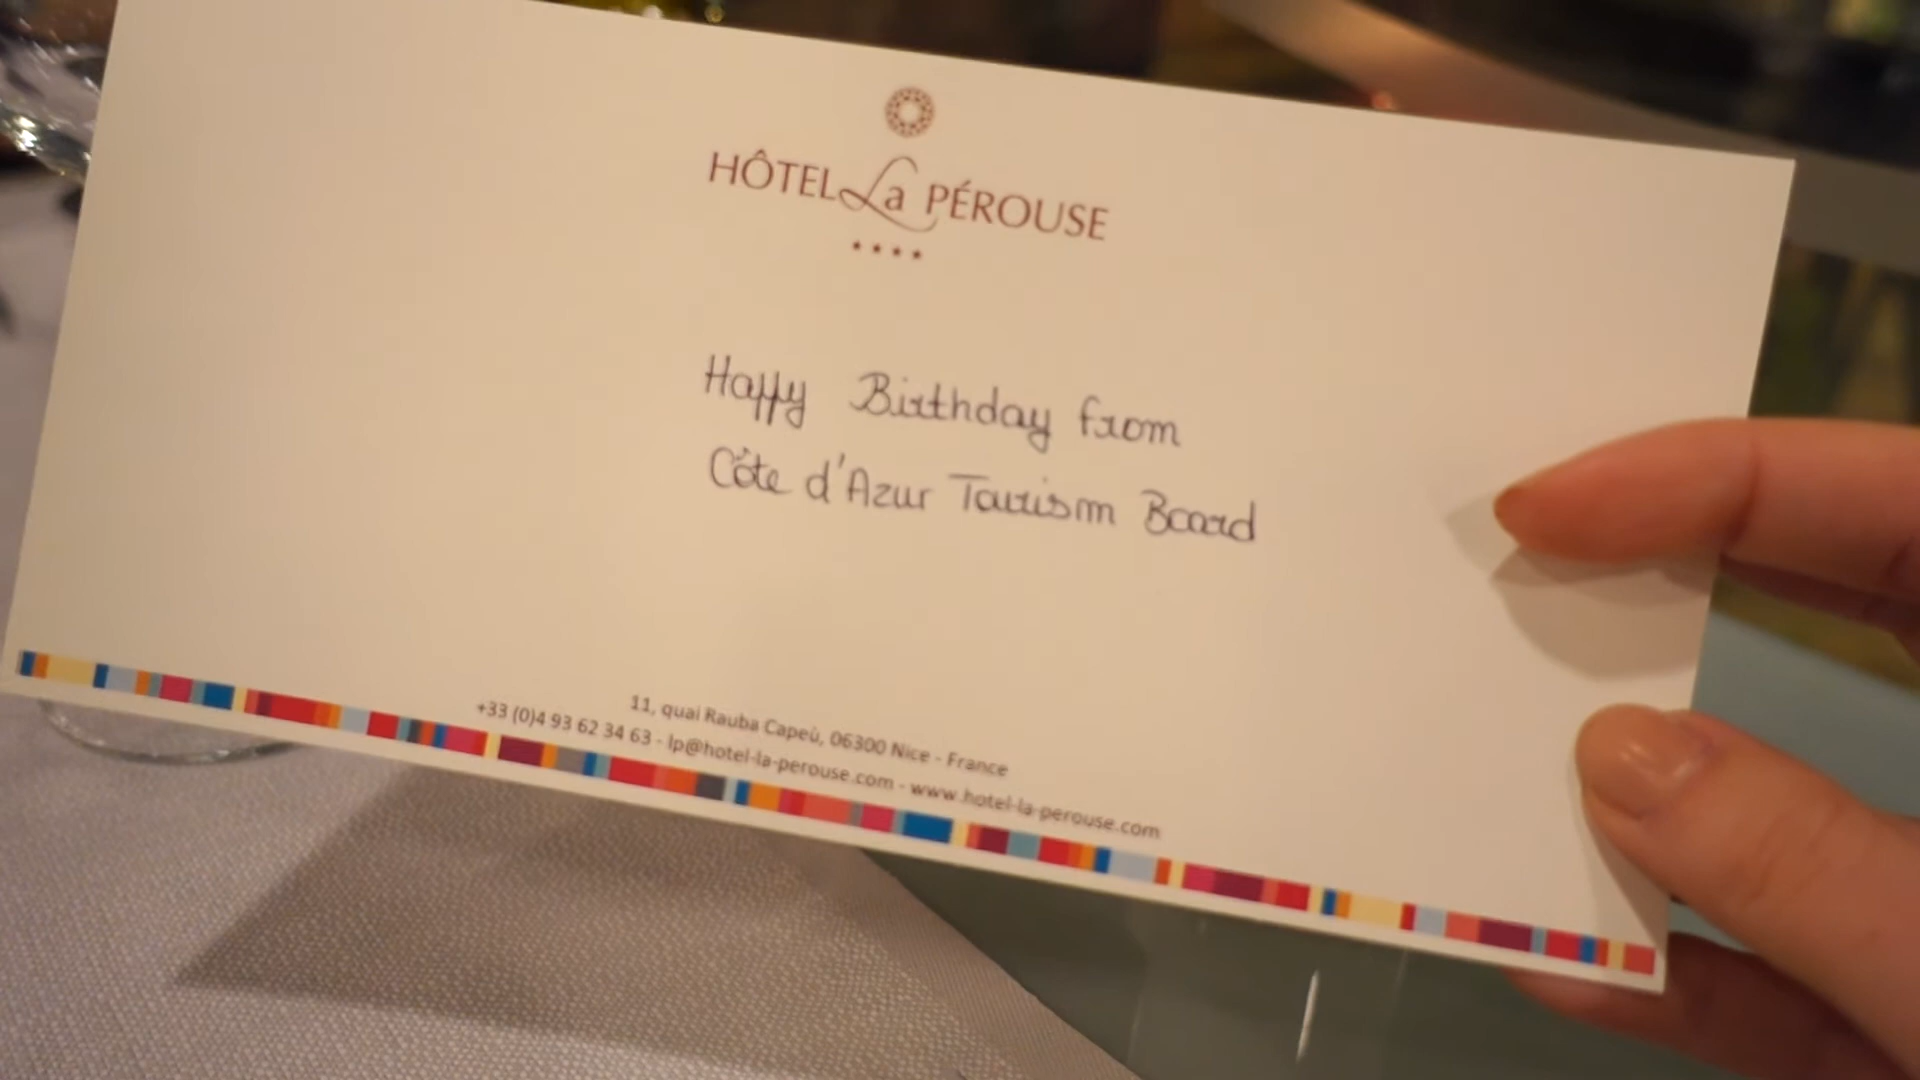 HÔTEL La PÉROUSE
Happy Birthday from
Côte d'Azur Tourism Board
11, quai Rauba Capeù, 06300 Nice - France
+33 (0)4 93 62 34 63 - lp@hotel-la-perouse.com - www.hotel-la-perouse.com